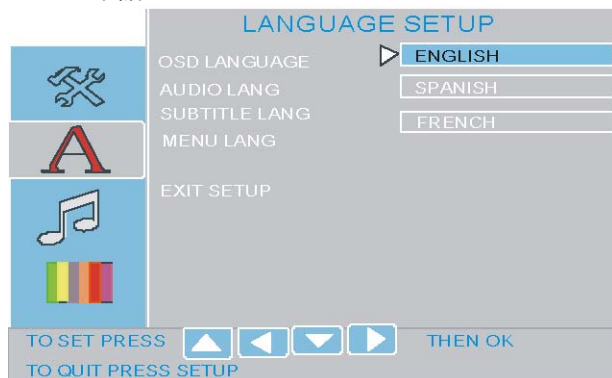 LANGUAGE SETUP
OSD LANGUAGE ENGLISH
AUDIO LANG SPANISH
SUBTITLE LANG FRENCH
MENU LANG
EXIT SETUP
A
TO SET PRESS THEN OK
TO QUIT PRESS SETUP